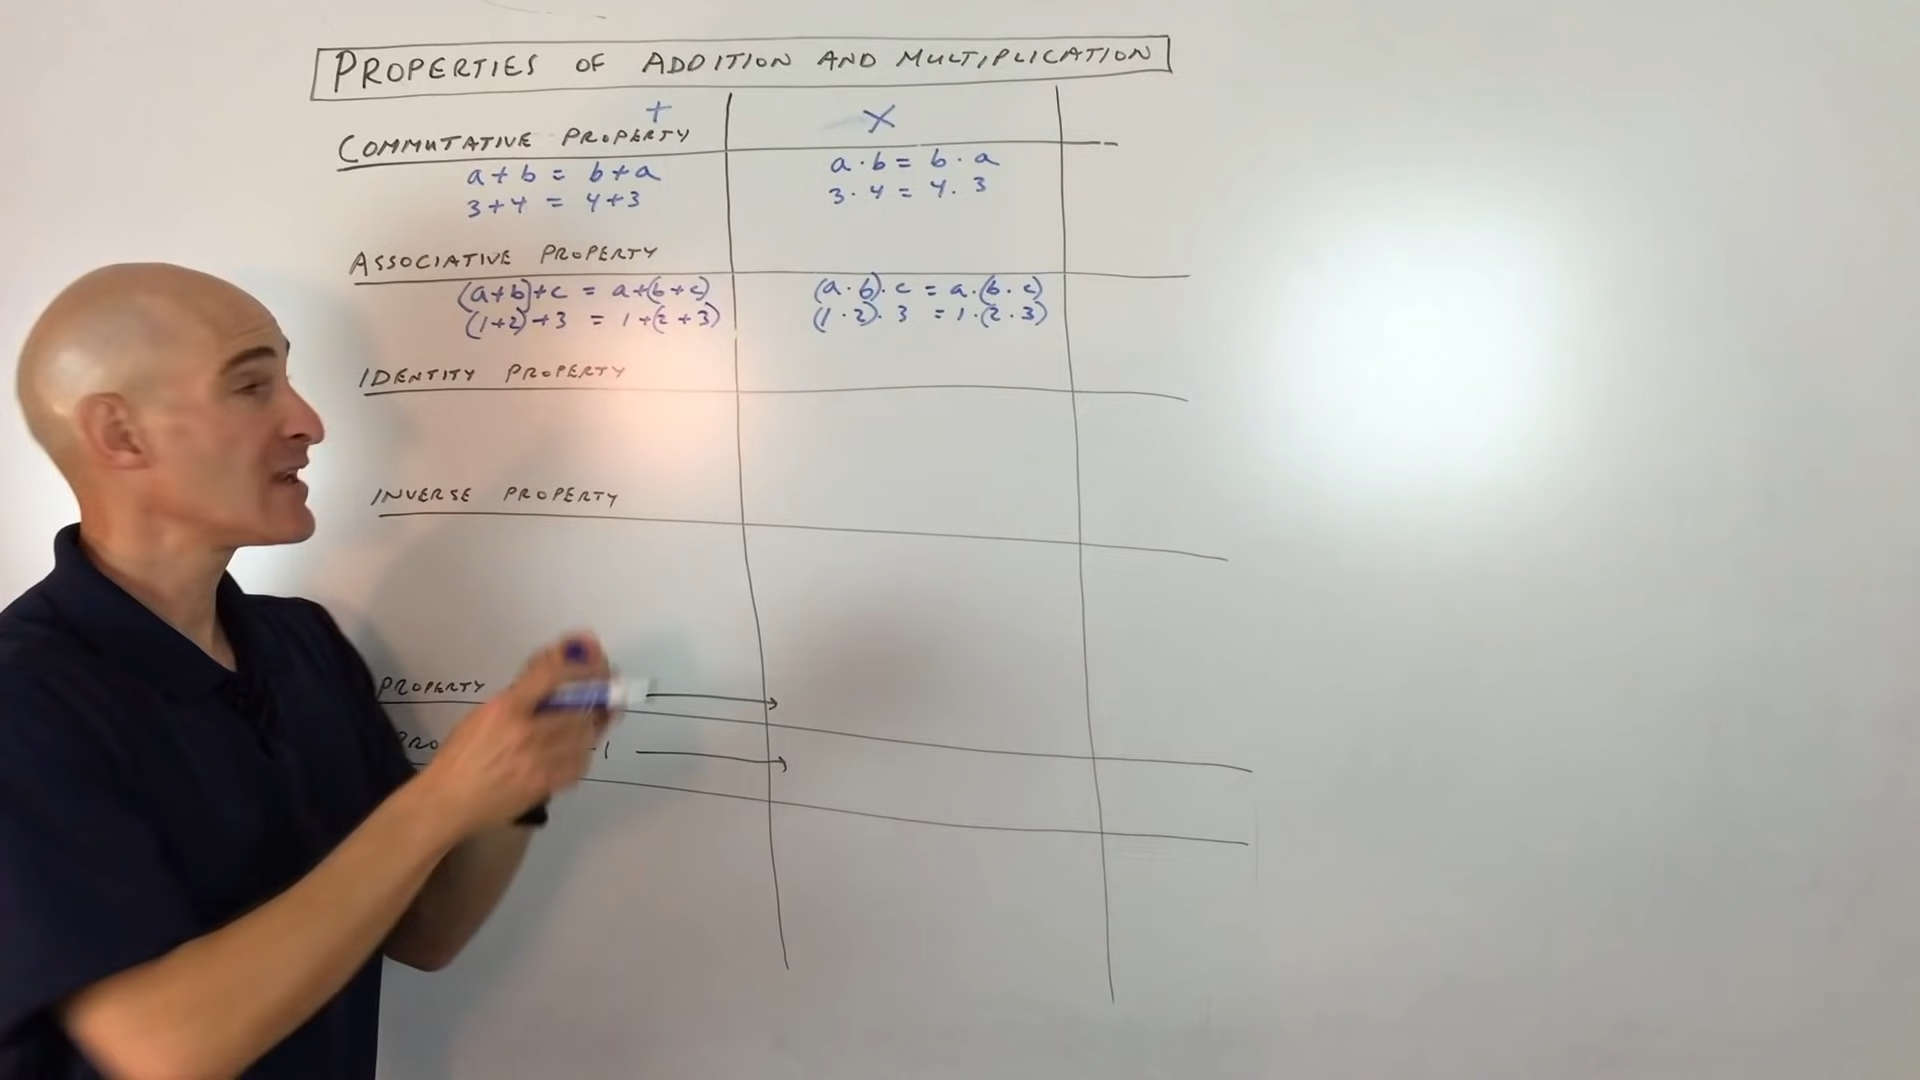 PROPERTIES OF ADDITION AND MULTIPLICATION
+ X
COMMUTATIVE PROPERTY
a+b = b+a
3+4 = 4+3
a·b = b·a
3·4 = 4·3
ASSOCIATIVE PROPERTY
(a+b)+c = a+(b+c)
(1+2)+3 = 1+(2+3)
(a·b)·c = a·(b·c)
(1·2)·3 = 1·(2·3)
IDENTITY PROPERTY
INVERSE PROPERTY
PROPERTY